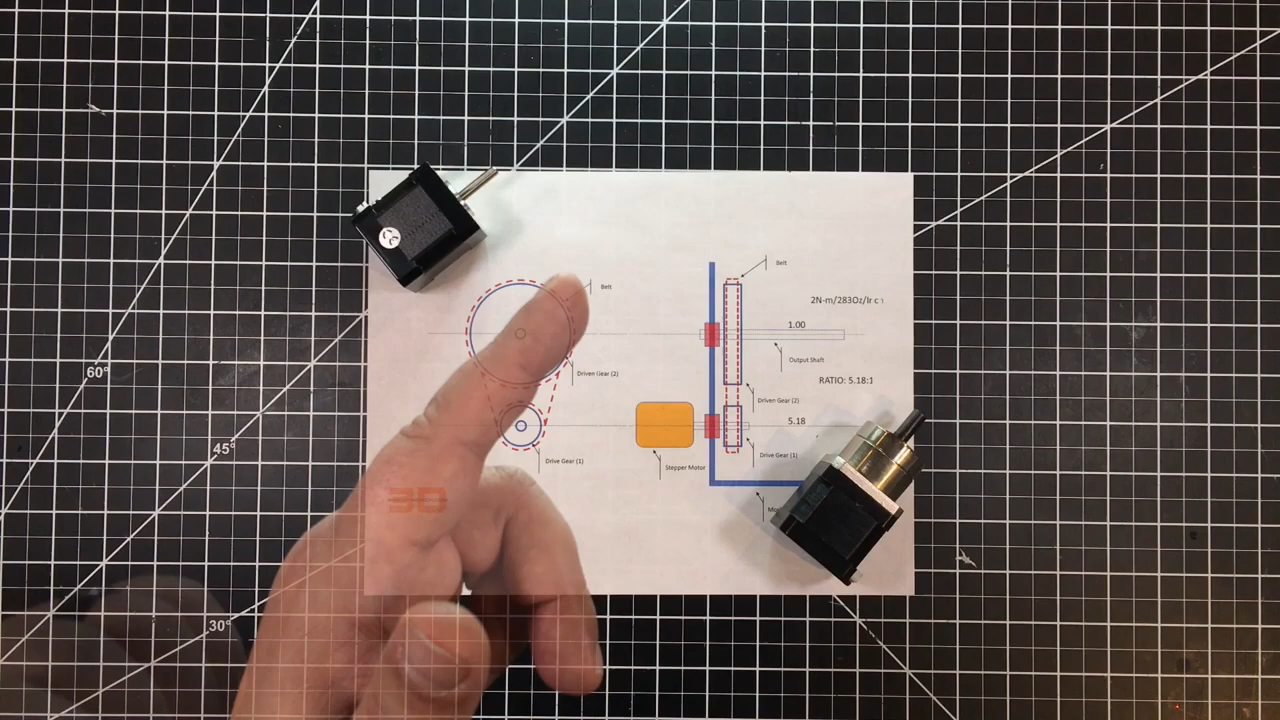 Belt
Belt
2N-m/283Oz/In
1.00
Output Shaft
Driven Gear (2)
RATIO: 5.18:1
60°
Driven Gear (2)
5.18
45°
Drive Gear (1)
Drive Gear (1)
Stepper Motor
3D
30°